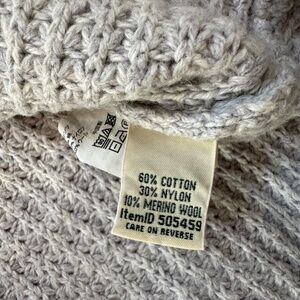 60% COTTON
30% NYLON
10% MERINO WOOL
ItemID 505459
CARE ON REVERSE